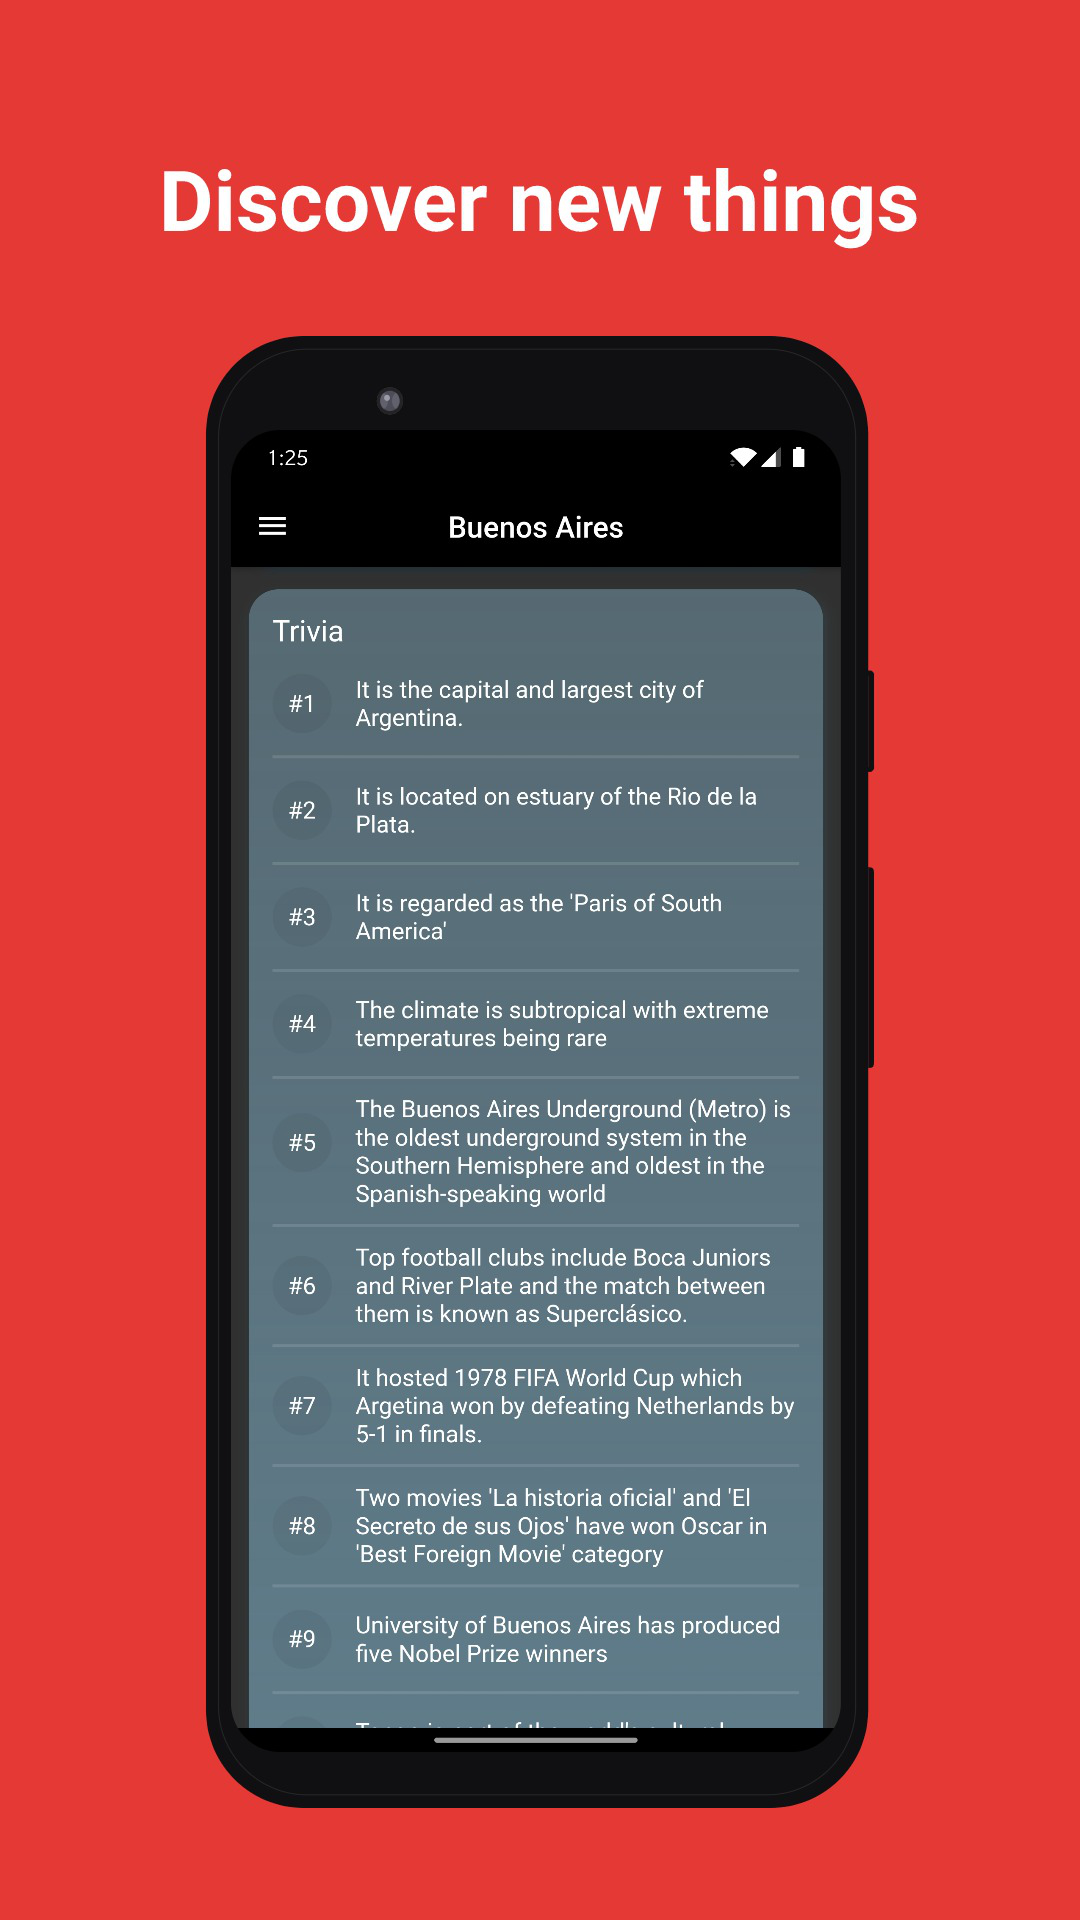 Discover new things
1:25
Buenos Aires
Trivia
#1
It is the capital and largest city of
Argentina.
#2
It is located on estuary of the Rio de la
Plata.
#3
It is regarded as the 'Paris of South
America'
#4
The climate is subtropical with extreme
temperatures being rare
#5
The Buenos Aires Underground (Metro) is
the oldest underground system in the
Southern Hemisphere and oldest in the
Spanish-speaking world
#6
Top football clubs include Boca Juniors
and River Plate and the match between
them is known as Superclásico.
#7
It hosted 1978 FIFA World Cup which
Argetina won by defeating Netherlands by
5-1 in finals.
#8
Two movies 'La historia oficial' and 'El
Secreto de sus Ojos' have won Oscar in
'Best Foreign Movie' category
#9
University of Buenos Aires has produced
five Nobel Prize winners